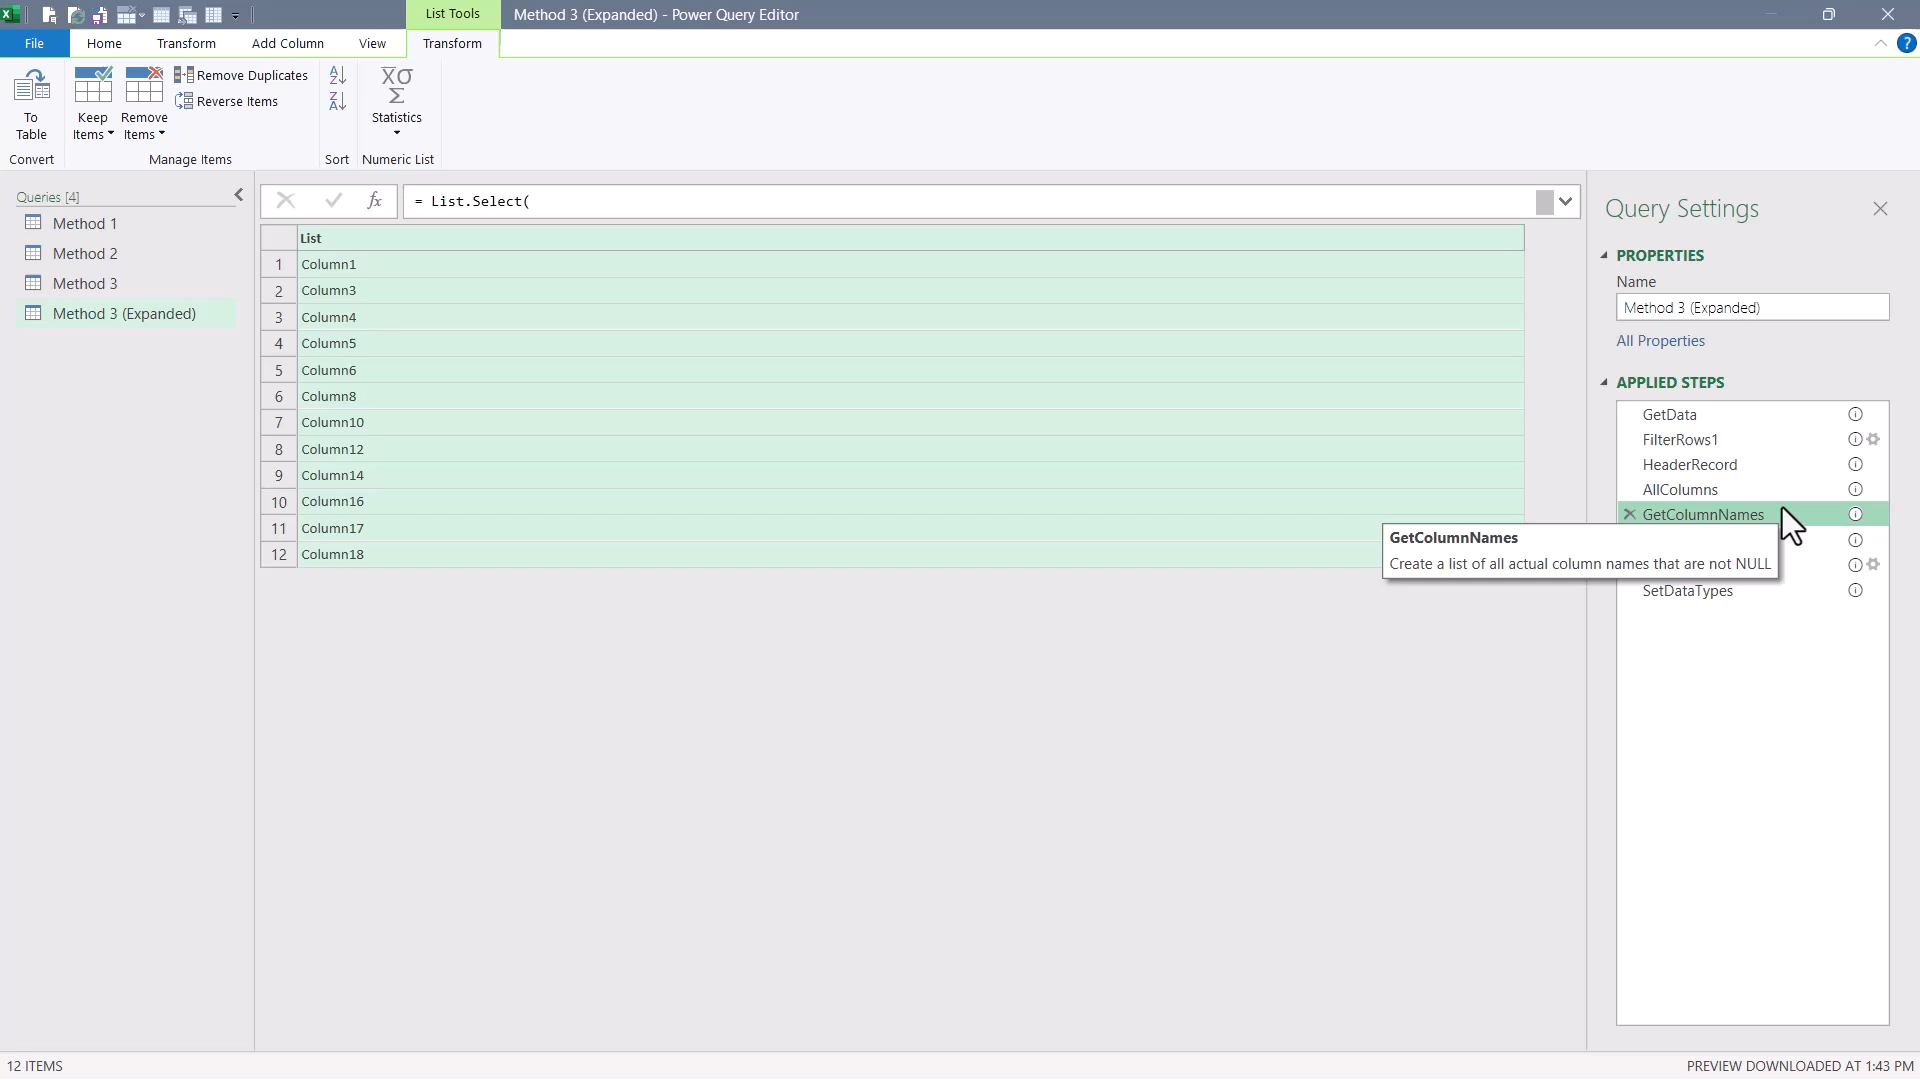 List Tools
Method 3 (Expanded) - Power Query Editor
File
Home
Transform
Add Column
View
Transform
To Table
Keep Items
Remove Items
Remove Duplicates
Reverse Items
Statistics
Convert
Manage Items
Sort
Numeric List
Queries [4]
Method 1
Method 2
Method 3
Method 3 (Expanded)
fx
= List.Select(
List
1 Column1
2 Column3
3 Column4
4 Column5
5 Column6
6 Column8
7 Column10
8 Column12
9 Column14
10 Column16
11 Column17
12 Column18
Query Settings
PROPERTIES
Name
Method 3 (Expanded)
All Properties
APPLIED STEPS
GetData
FilterRows1
HeaderRecord
AllColumns
GetColumnNames
GetColumnNames
Create a list of all actual column names that are not NULL
SetDataTypes
12 ITEMS
PREVIEW DOWNLOADED AT 1:43 PM